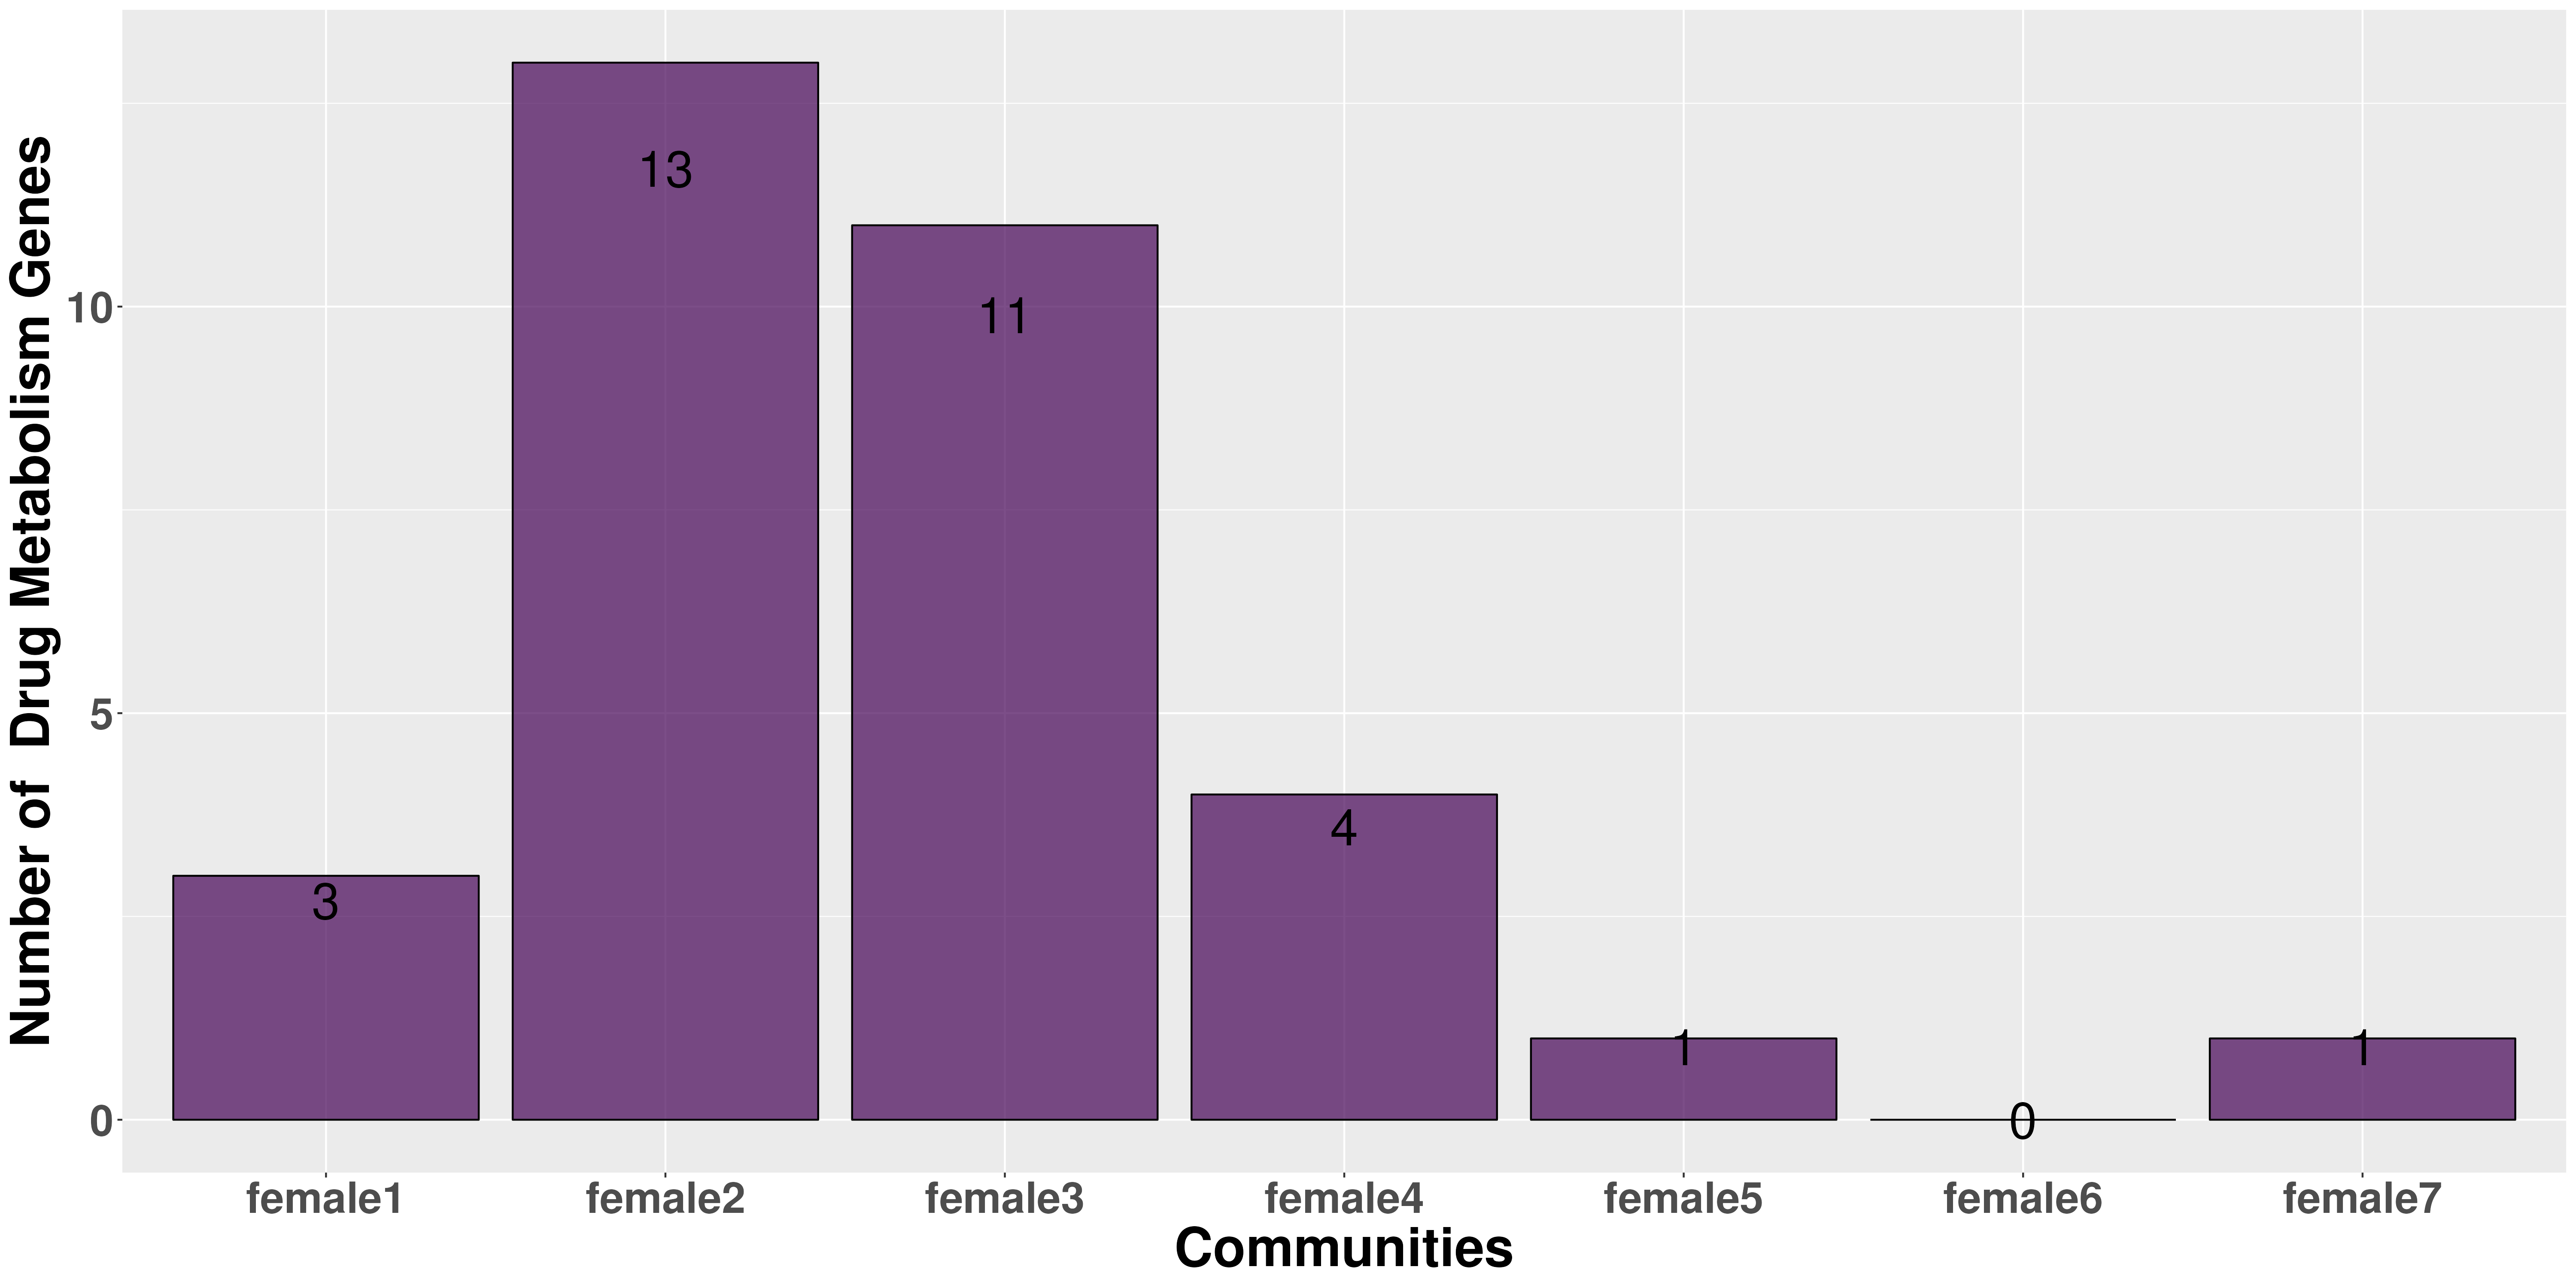 Number of  Drug Metabolism Genes
10
5
0
3
13
11
4
1
0
1
female1
female2
female3
female4
female5
female6
female7
Communities